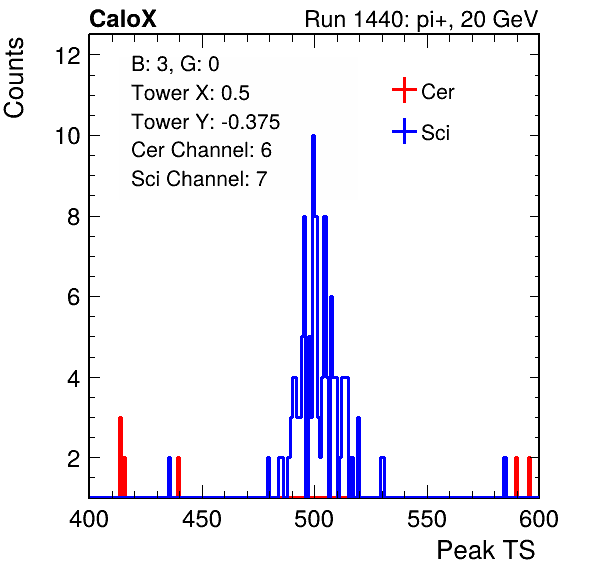 CaloX Run 1440: pi+, 20 GeV
Counts
B: 3, G: 0
Tower X: 0.5
Tower Y: -0.375
Cer Channel: 6
Sci Channel: 7
Cer
Sci
12
10
8
6
4
2
400 450 500 550 600
Peak TS